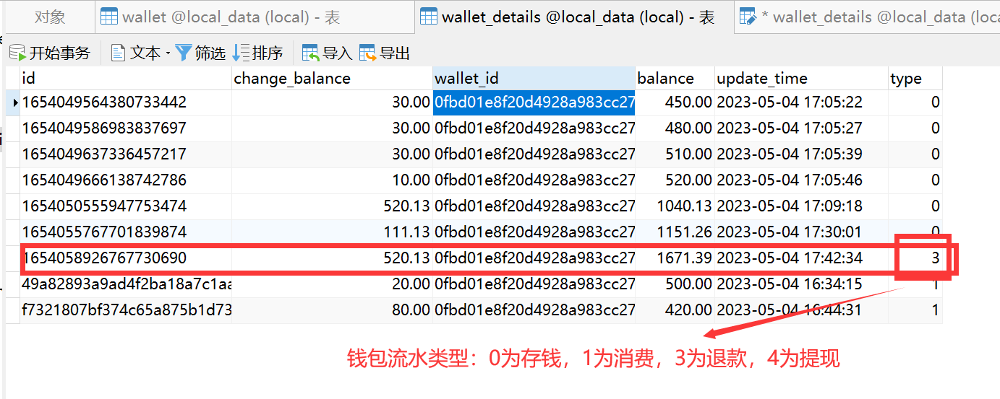 对象 wallet @local_data (local) - 表 wallet_details @local_data (local) - 表 * wallet_details @local_data (loc
开始事务 文本 筛选 排序 导入 导出
id change_balance wallet_id balance update_time type
1654049564380733442 30.00 0fbd01e8f20d4928a983cc27 450.00 2023-05-04 17:05:22 0
1654049586983837697 30.00 0fbd01e8f20d4928a983cc27 480.00 2023-05-04 17:05:27 0
1654049637336457217 30.00 0fbd01e8f20d4928a983cc27 510.00 2023-05-04 17:05:39 0
1654049666138742786 10.00 0fbd01e8f20d4928a983cc27 520.00 2023-05-04 17:05:46 0
1654050555947753474 520.13 0fbd01e8f20d4928a983cc27 1040.13 2023-05-04 17:09:18 0
1654055767701839874 111.13 0fbd01e8f20d4928a983cc27 1151.26 2023-05-04 17:30:01 0
1654058926767730690 520.13 0fbd01e8f20d4928a983cc27 1671.39 2023-05-04 17:42:34 3
49a82893a9ad4f2ba18a7c1aa 20.00 0fbd01e8f20d4928a983cc27 500.00 2023-05-04 16:34:15 1
f7321807bf374c65a875b1d73 80.00 0fbd01e8f20d4928a983cc27 420.00 2023-05-04 16:44:31 1
钱包流水类型：0为存钱，1为消费，3为退款，4为提现